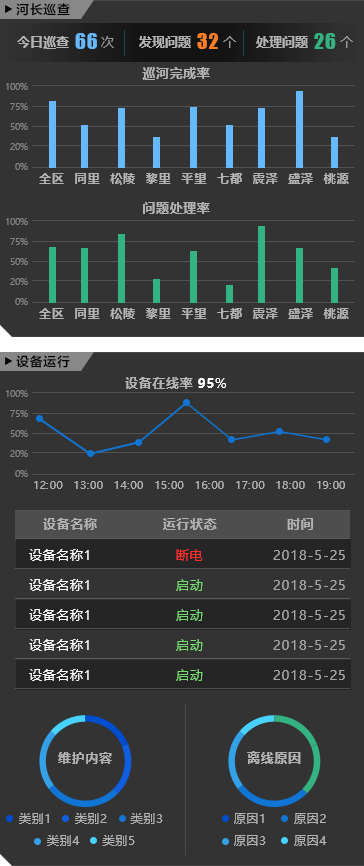 河长巡查
今日巡查 66 次 发现问题 32 个 处理问题 26 个
巡河完成率
100%
75%
50%
25%
0%
全区 同里 松陵 黎里 平里 七都 震泽 盛泽 桃源
问题处理率
100%
75%
50%
25%
0%
全区 同里 松陵 黎里 平里 七都 震泽 盛泽 桃源
设备运行
设备在线率 95%
100%
75%
50%
20%
0%
12:00 13:00 14:00 15:00 16:00 17:00 18:00 19:00
设备名称 运行状态 时间
设备名称1 断电 2018-5-25
设备名称1 启动 2018-5-25
设备名称1 启动 2018-5-25
设备名称1 启动 2018-5-25
设备名称1 启动 2018-5-25
维护内容 离线原因
类别1 类别2 类别3 原因1 原因2
类别4 类别5 原因3 原因4